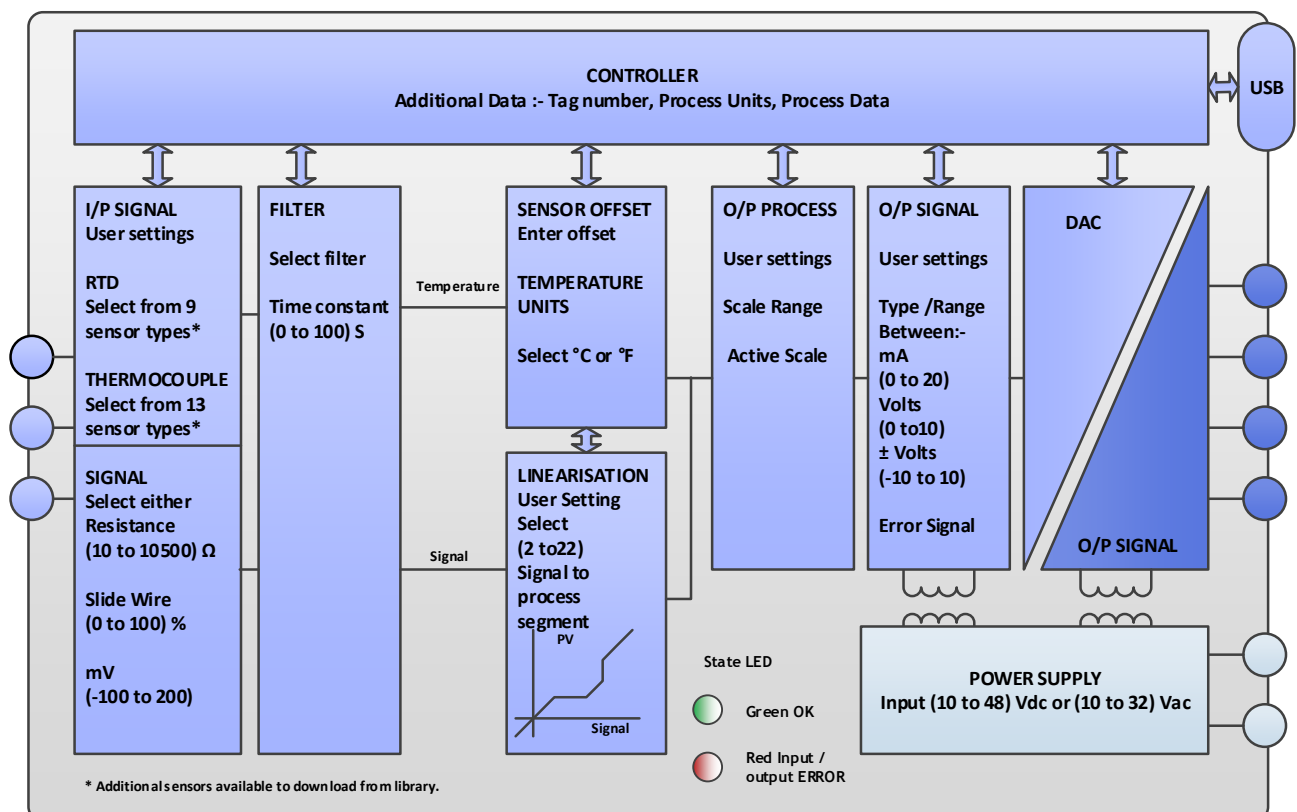 CONTROLLER
Additional Data :- Tag number, Process Units, Process Data
USB
I/P SIGNAL
User settings
RTD
Select from 9
sensor types*
THERMOCOUPLE
Select from 13
sensor types*
SIGNAL
Select either
Resistance
(10 to 10500) Ω
Slide Wire
(0 to 100) %
mV
(-100 to 200)
FILTER
Select filter
Time constant
(0 to 100) S
Temperature
Signal
SENSOR OFFSET
Enter offset
TEMPERATURE
UNITS
Select °C or °F
LINEARISATION
User Setting
Select
(2 to22)
Signal to
process
segment
PV
Signal
O/P PROCESS
User settings
Scale Range
Active Scale
O/P SIGNAL
User settings
Type /Range
Between:-
mA
(0 to 20)
Volts
(0 to10)
± Volts
(-10 to 10)
Error Signal
DAC
O/P SIGNAL
State LED
Green OK
Red Input /
output ERROR
POWER SUPPLY
Input (10 to 48) Vdc or (10 to 32) Vac
* Additional sensors available to download from library.